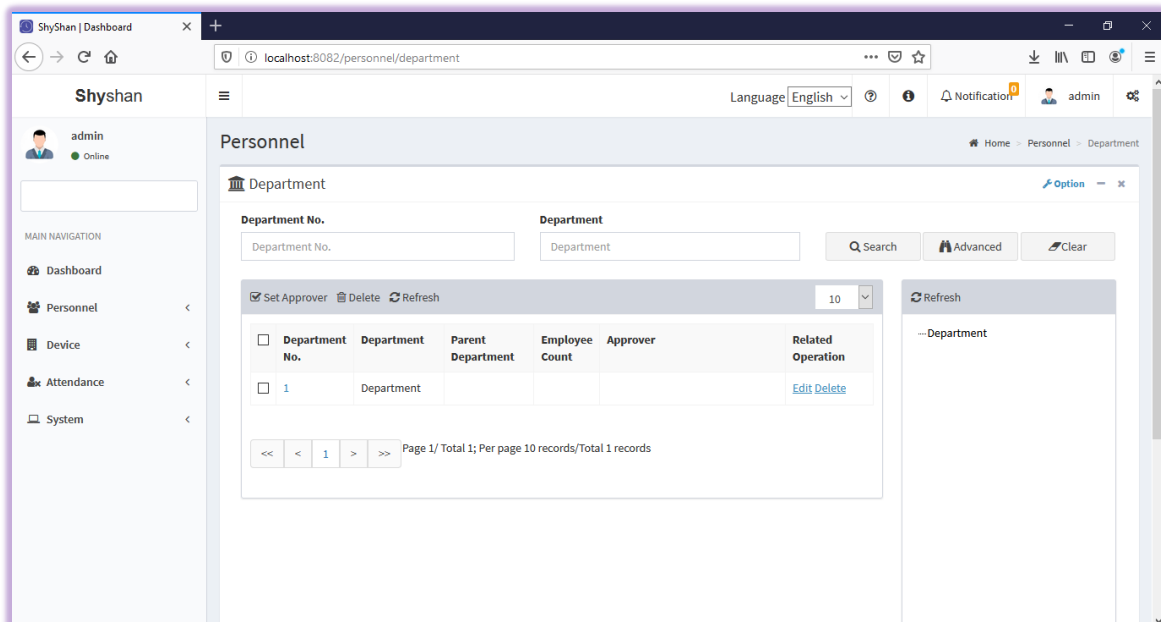 ShyShan | Dashboard
localhost:8082/personnel/department
Shyshan
Language English
Notification 0
admin
admin
Online
Personnel
Home > Personnel > Department
MAIN NAVIGATION
Dashboard
Personnel
Device
Attendance
System
Department
Option
Department No.
Department
Department No.
Department
Search
Advanced
Clear
Set Approver Delete Refresh
10
Department No. Department Parent Department Employee Count Approver Related Operation
1 Department Edit Delete
<< < 1 > >> Page 1/ Total 1; Per page 10 records/Total 1 records
Refresh
Department